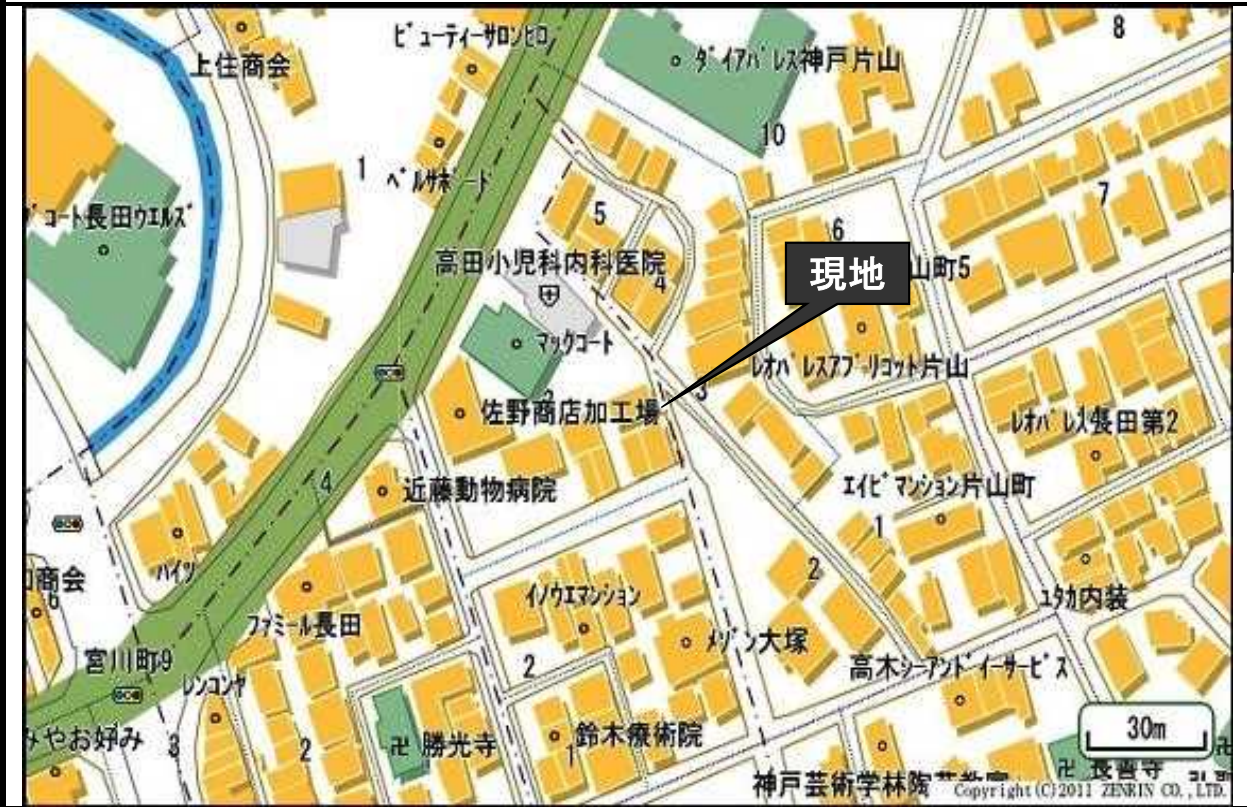 8
ビューティーサロンヒロ
上住商会
ダイアパレス神戸片山
10
1
ベルサボード
コート長田ウエルズ
5
7
6
高田小児科内科医院
4
現地
山町5
マックコート
レオパレスアプリコット片山
3
2
佐野商店加工場
レオパレス長田第2
14
近藤動物病院
4
エイビマンション片山町
1
ハイツ
商会
6
イノウエマンション
2
ユタカ内装
ファミール長田
メゾン大塚
宮川町9
2
高木シーアンドイーサービス
レンコンヤ
みやお好み
3
2
卍 勝光寺
鈴木療術院
1
30m
神戸芸術学林陶芸教室
卍 長善寺
卍
Copyright(C)2011 ZENRIN CO., LTD.